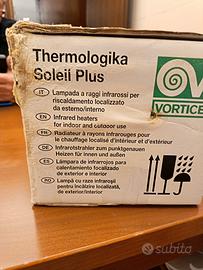 Thermologika
Soleil Plus
VORTICE
IT Lampada a raggi infrarossi per
riscaldamento localizzato
da esterno/interno
EN Infrared heaters
for indoor and outdoor use
FR Radiateur à rayons infrarouges pour
le chauffage localisé d'intérieur et d'extérieur
DE Infrarotstrahler zum punktgenauen
Heizen für innen und außen
ES Lámpara de infrarrojos para
calentamiento localizado
de exterior e interior
RO Lampă cu raze infraroșii
pentru încălzire localizată,
de exterior/interior
subito